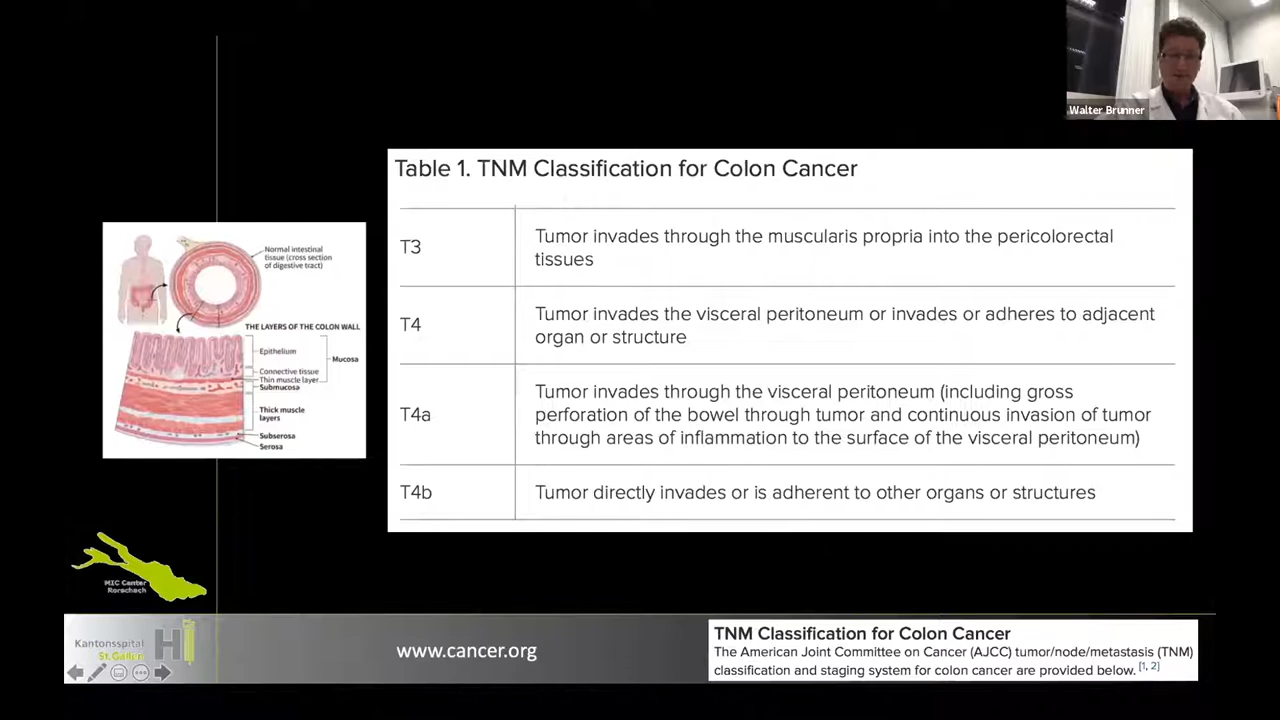 Walter Brunner
Table 1. TNM Classification for Colon Cancer
T3
Tumor invades through the muscularis propria into the pericolorectal
tissues
T4
Tumor invades the visceral peritoneum or invades or adheres to adjacent
organ or structure
T4a
Tumor invades through the visceral peritoneum (including gross
perforation of the bowel through tumor and continuous invasion of tumor
through areas of inflammation to the surface of the visceral peritoneum)
T4b
Tumor directly invades or is adherent to other organs or structures
Normal intestinal
tissue (cross section
of digestive tract)
THE LAYERS OF THE COLON WALL
Epithelium
Mucosa
Connective tissue
Thin muscle layer
Submucosa
Thick muscle
layers
Subserosa
Serosa
MIC Center
Rorschach
Kantonsspital
St.Gallen
www.cancer.org
TNM Classification for Colon Cancer
The American Joint Committee on Cancer (AJCC) tumor/node/metastasis (TNM)
classification and staging system for colon cancer are provided below. [1, 2]